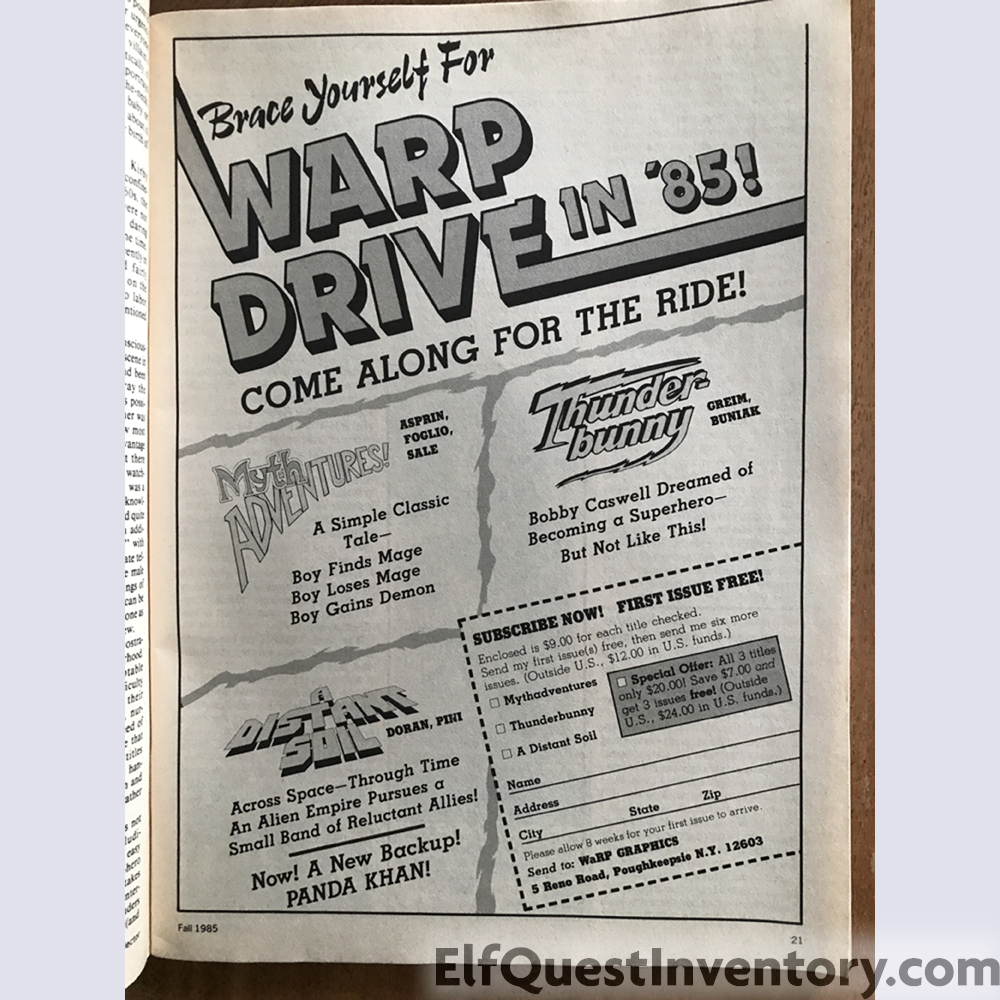 Brace Yourself For
WARP
DRIVE IN '85!
COME ALONG FOR THE RIDE!
Myth
ADVENTURES!
ASPRIN,
FOGLIO,
SALE
A Simple Classic
Tale—
Boy Finds Mage
Boy Loses Mage
Boy Gains Demon
Thunder-
bunny
GREIM,
BUNIAK
Bobby Caswell Dreamed of
Becoming a Superhero—
But Not Like This!
A
DISTANT
SOIL
DORAN, PINI
Across Space—Through Time
An Alien Empire Pursues a
Small Band of Reluctant Allies!
Now! A New Backup!
PANDA KHAN!
SUBSCRIBE NOW! FIRST ISSUE FREE!
Enclosed is $9.00 for each title checked.
Send my first issue(s) free, then send me six more
issues. (Outside U.S., $12.00 in U.S. funds.)
Mythadventures
Thunderbunny
A Distant Soil
Special Offer: All 3 titles
only $20.00! Save $7.00 and
get 3 issues free! (Outside
U.S., $24.00 in U.S. funds.)
Name
Address
City State Zip
Please allow 8 weeks for your first issue to arrive.
Send to: WaRP GRAPHICS
5 Reno Road, Poughkeepsie N.Y. 12603
Fall 1985
21
ElfQuestInventory.com